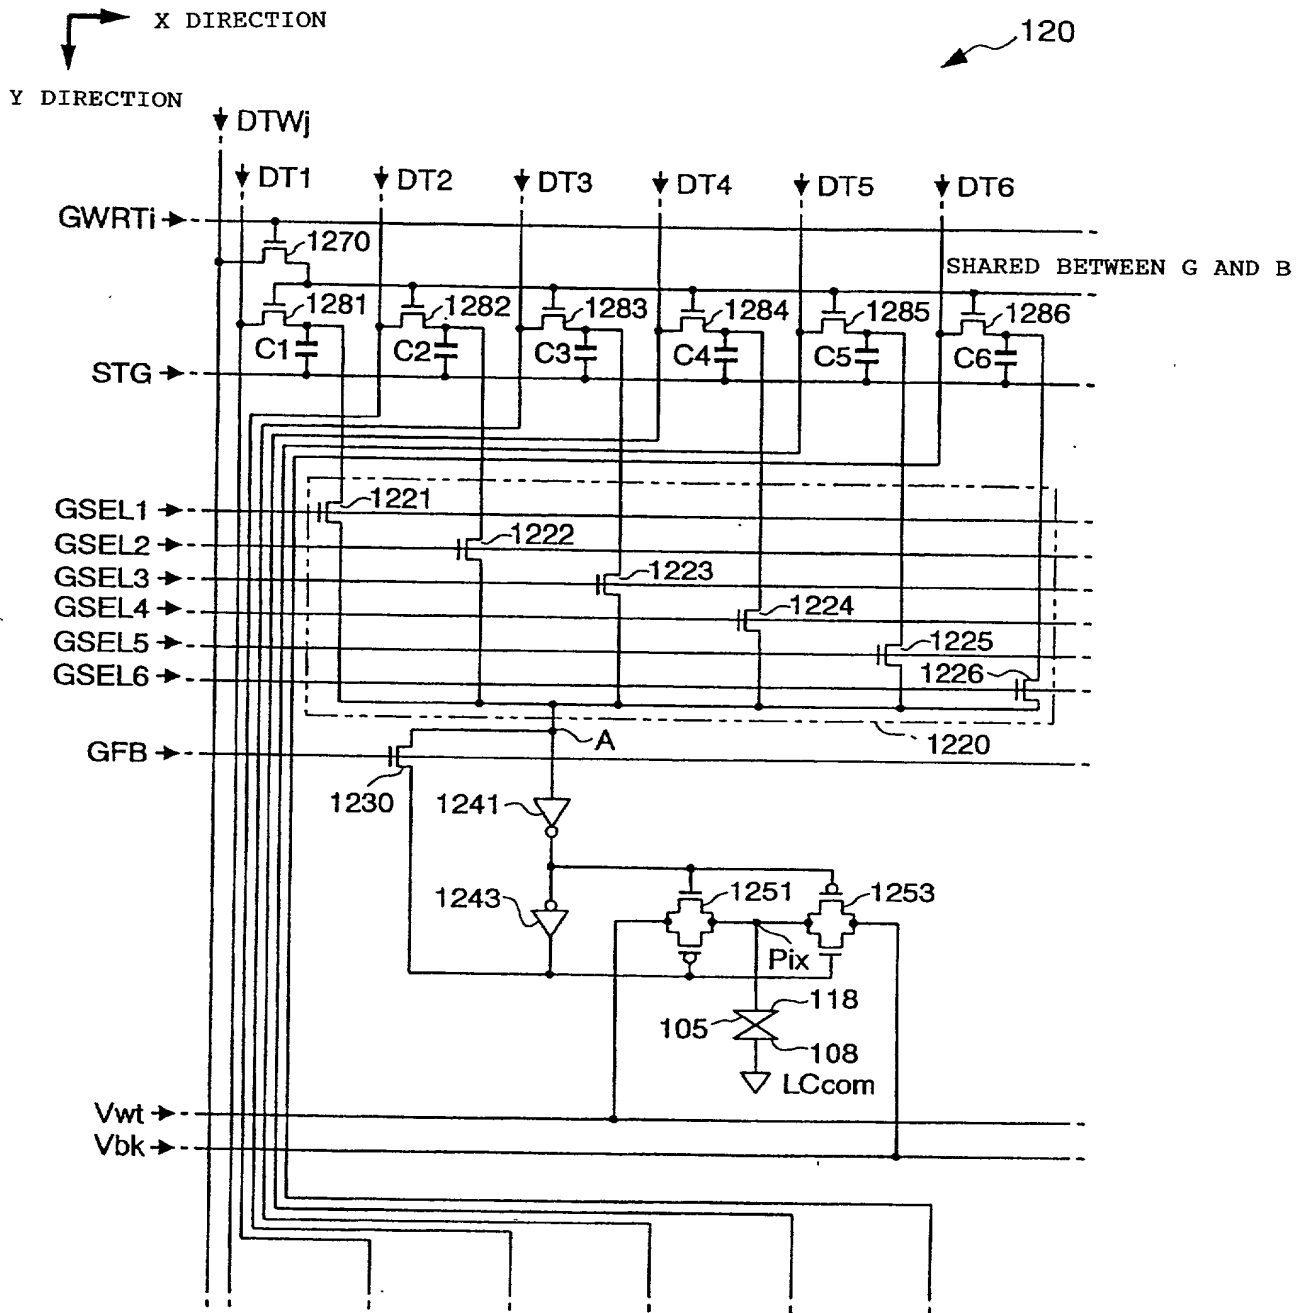 X DIRECTION
120
Y DIRECTION
DTWj
DT1 DT2 DT3 DT4 DT5 DT6
GWRTi
1270
SHARED BETWEEN G AND B
1281 1282 1283 1284 1285 1286
C1 C2 C3 C4 C5 C6
STG
GSEL1 1221
GSEL2 1222
GSEL3 1223
GSEL4 1224
GSEL5 1225
GSEL6 1226
A 1220
GFB
1230 1241
1243 1251 1253
Pix
118
105
108
LCcom
Vwt
Vbk